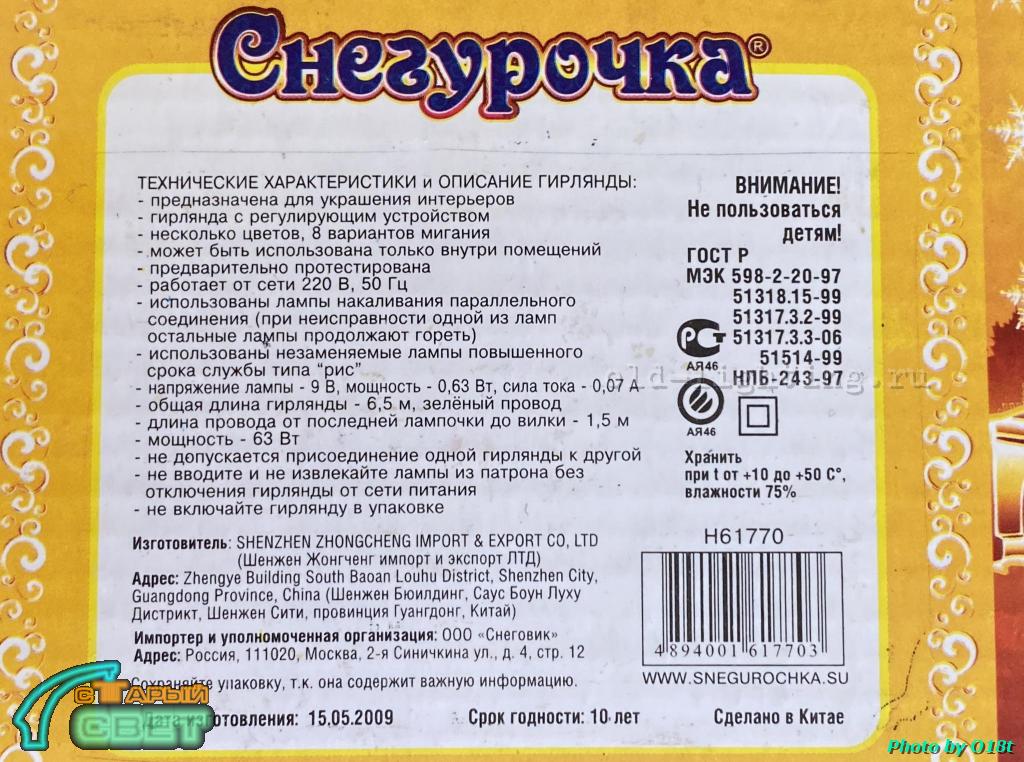 Снегурочка®
ТЕХНИЧЕСКИЕ ХАРАКТЕРИСТИКИ и ОПИСАНИЕ ГИРЛЯНДЫ:
- предназначена для украшения интерьеров
- гирлянда с регулирующим устройством
- несколько цветов, 8 вариантов мигания
- может быть использована только внутри помещений
- предварительно протестирована
- работает от сети 220 В, 50 Гц
- использованы лампы накаливания параллельного
соединения (при неисправности одной из ламп
остальные лампы продолжают гореть)
- использованы незаменяемые лампы повышенного
срока службы типа "рис"
- напряжение лампы - 9 В, мощность - 0,63 Вт, сила тока - 0,07 А
- общая длина гирлянды - 6,5 м, зелёный провод
- длина провода от последней лампочки до вилки - 1,5 м
- мощность - 63 Вт
- не допускается присоединение одной гирлянды к другой
- не вводите и не извлекайте лампы из патрона без
отключения гирлянды от сети питания
- не включайте гирлянду в упаковке
ВНИМАНИЕ!
Не пользоваться
детям!
ГОСТ Р
МЭК 598-2-20-97
51318.15-99
51317.3.2-99
51317.3.3-06
51514-99
НПБ-243-97
РСТ
АЯ46
АЯ46
Хранить
при t от +10 до +50 С°,
влажности 75%
Изготовитель: SHENZHEN ZHONGCHENG IMPORT & EXPORT CO, LTD
(Шенжен Жонгченг импорт и экспорт ЛТД)
Адрес: Zhengye Building South Baoan Louhu District, Shenzhen City,
Guangdong Province, China (Шенжен Бюилдинг, Саус Боун Луху
Дистрикт, Шенжен Сити, провинция Гуангдонг, Китай)
Импортер и уполномоченная организация: ООО «Снеговик»
Адрес: Россия, 111020, Москва, 2-я Синичкина ул., д. 4, стр. 12
Сохраняйте упаковку, т.к. она содержит важную информацию.
Дата изготовления: 15.05.2009
Срок годности: 10 лет
Сделано в Китае
H61770
4 894001 617703
WWW.SNEGUROCHKA.SU
old-lighting.ru
СТАРЫЙ
СВЕТ
Photo by O18t